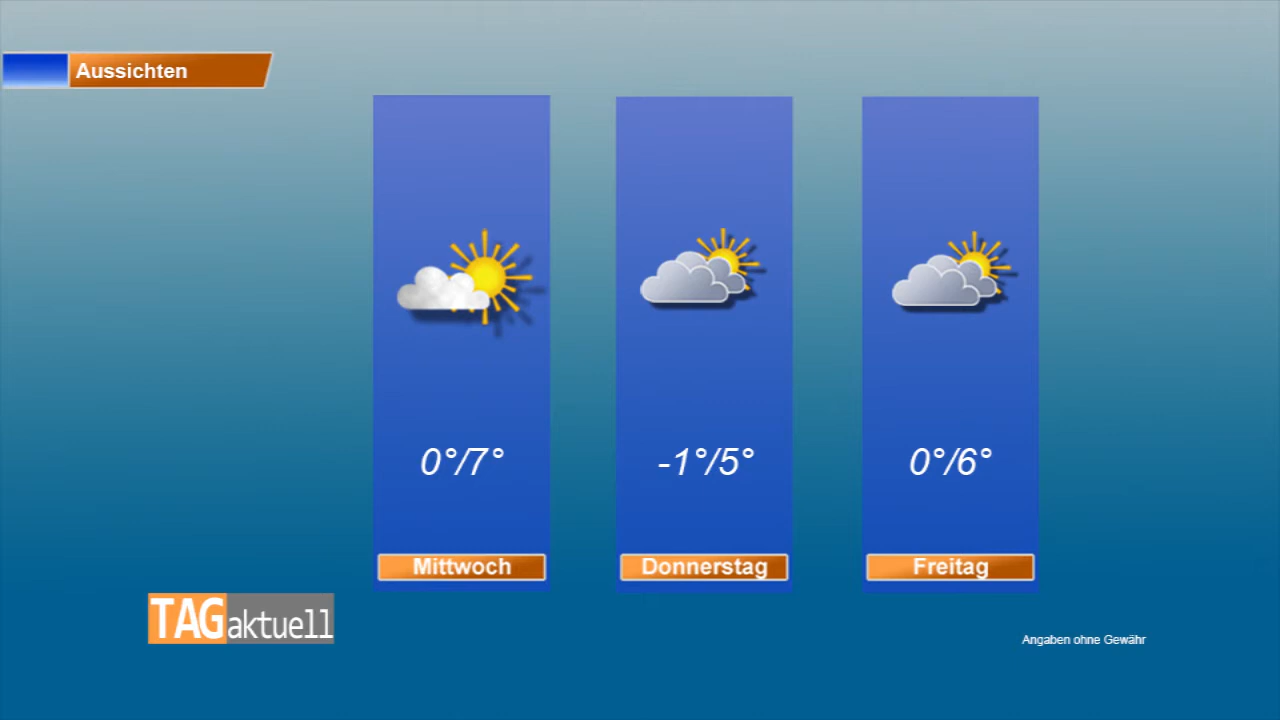 Aussichten
0°/7°
-1°/5°
0°/6°
Mittwoch
Donnerstag
Freitag
TAGaktuell
Angaben ohne Gewähr